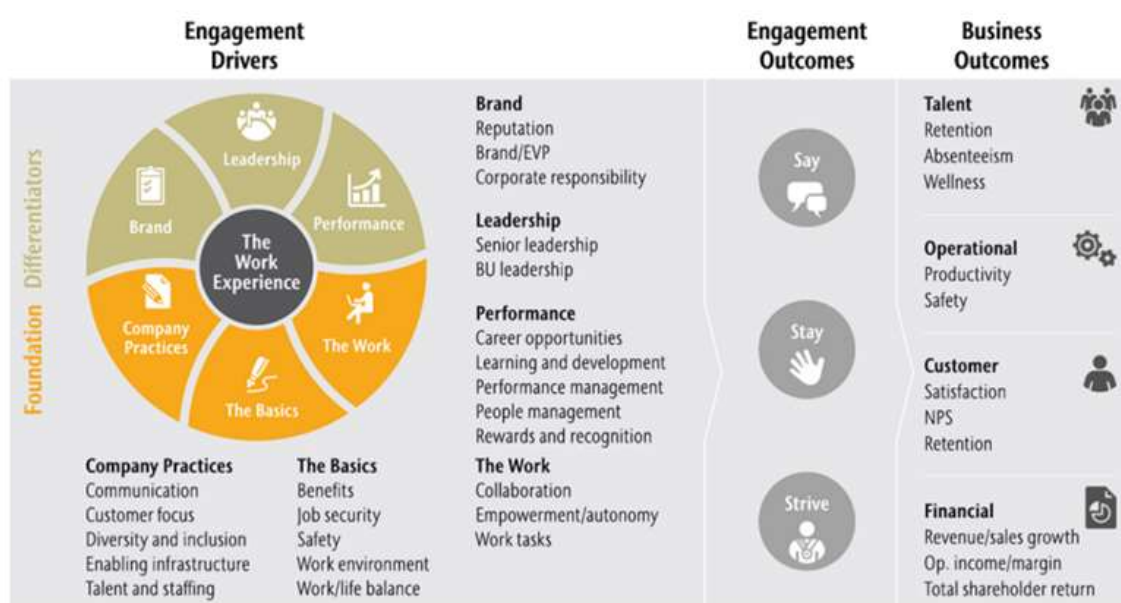 Engagement
Drivers
Engagement
Outcomes
Business
Outcomes
Foundation Differentiators
Leadership
Brand
Performance
The
Work
Experience
Company
Practices
The Work
The Basics
Brand
Reputation
Brand/EVP
Corporate responsibility
Leadership
Senior leadership
BU leadership
Performance
Career opportunities
Learning and development
Performance management
People management
Rewards and recognition
Company Practices
Communication
Customer focus
Diversity and inclusion
Enabling infrastructure
Talent and staffing
The Basics
Benefits
Job security
Safety
Work environment
Work/life balance
The Work
Collaboration
Empowerment/autonomy
Work tasks
Say
Stay
Strive
Talent
Retention
Absenteeism
Wellness
Operational
Productivity
Safety
Customer
Satisfaction
NPS
Retention
Financial
Revenue/sales growth
Op. income/margin
Total shareholder return